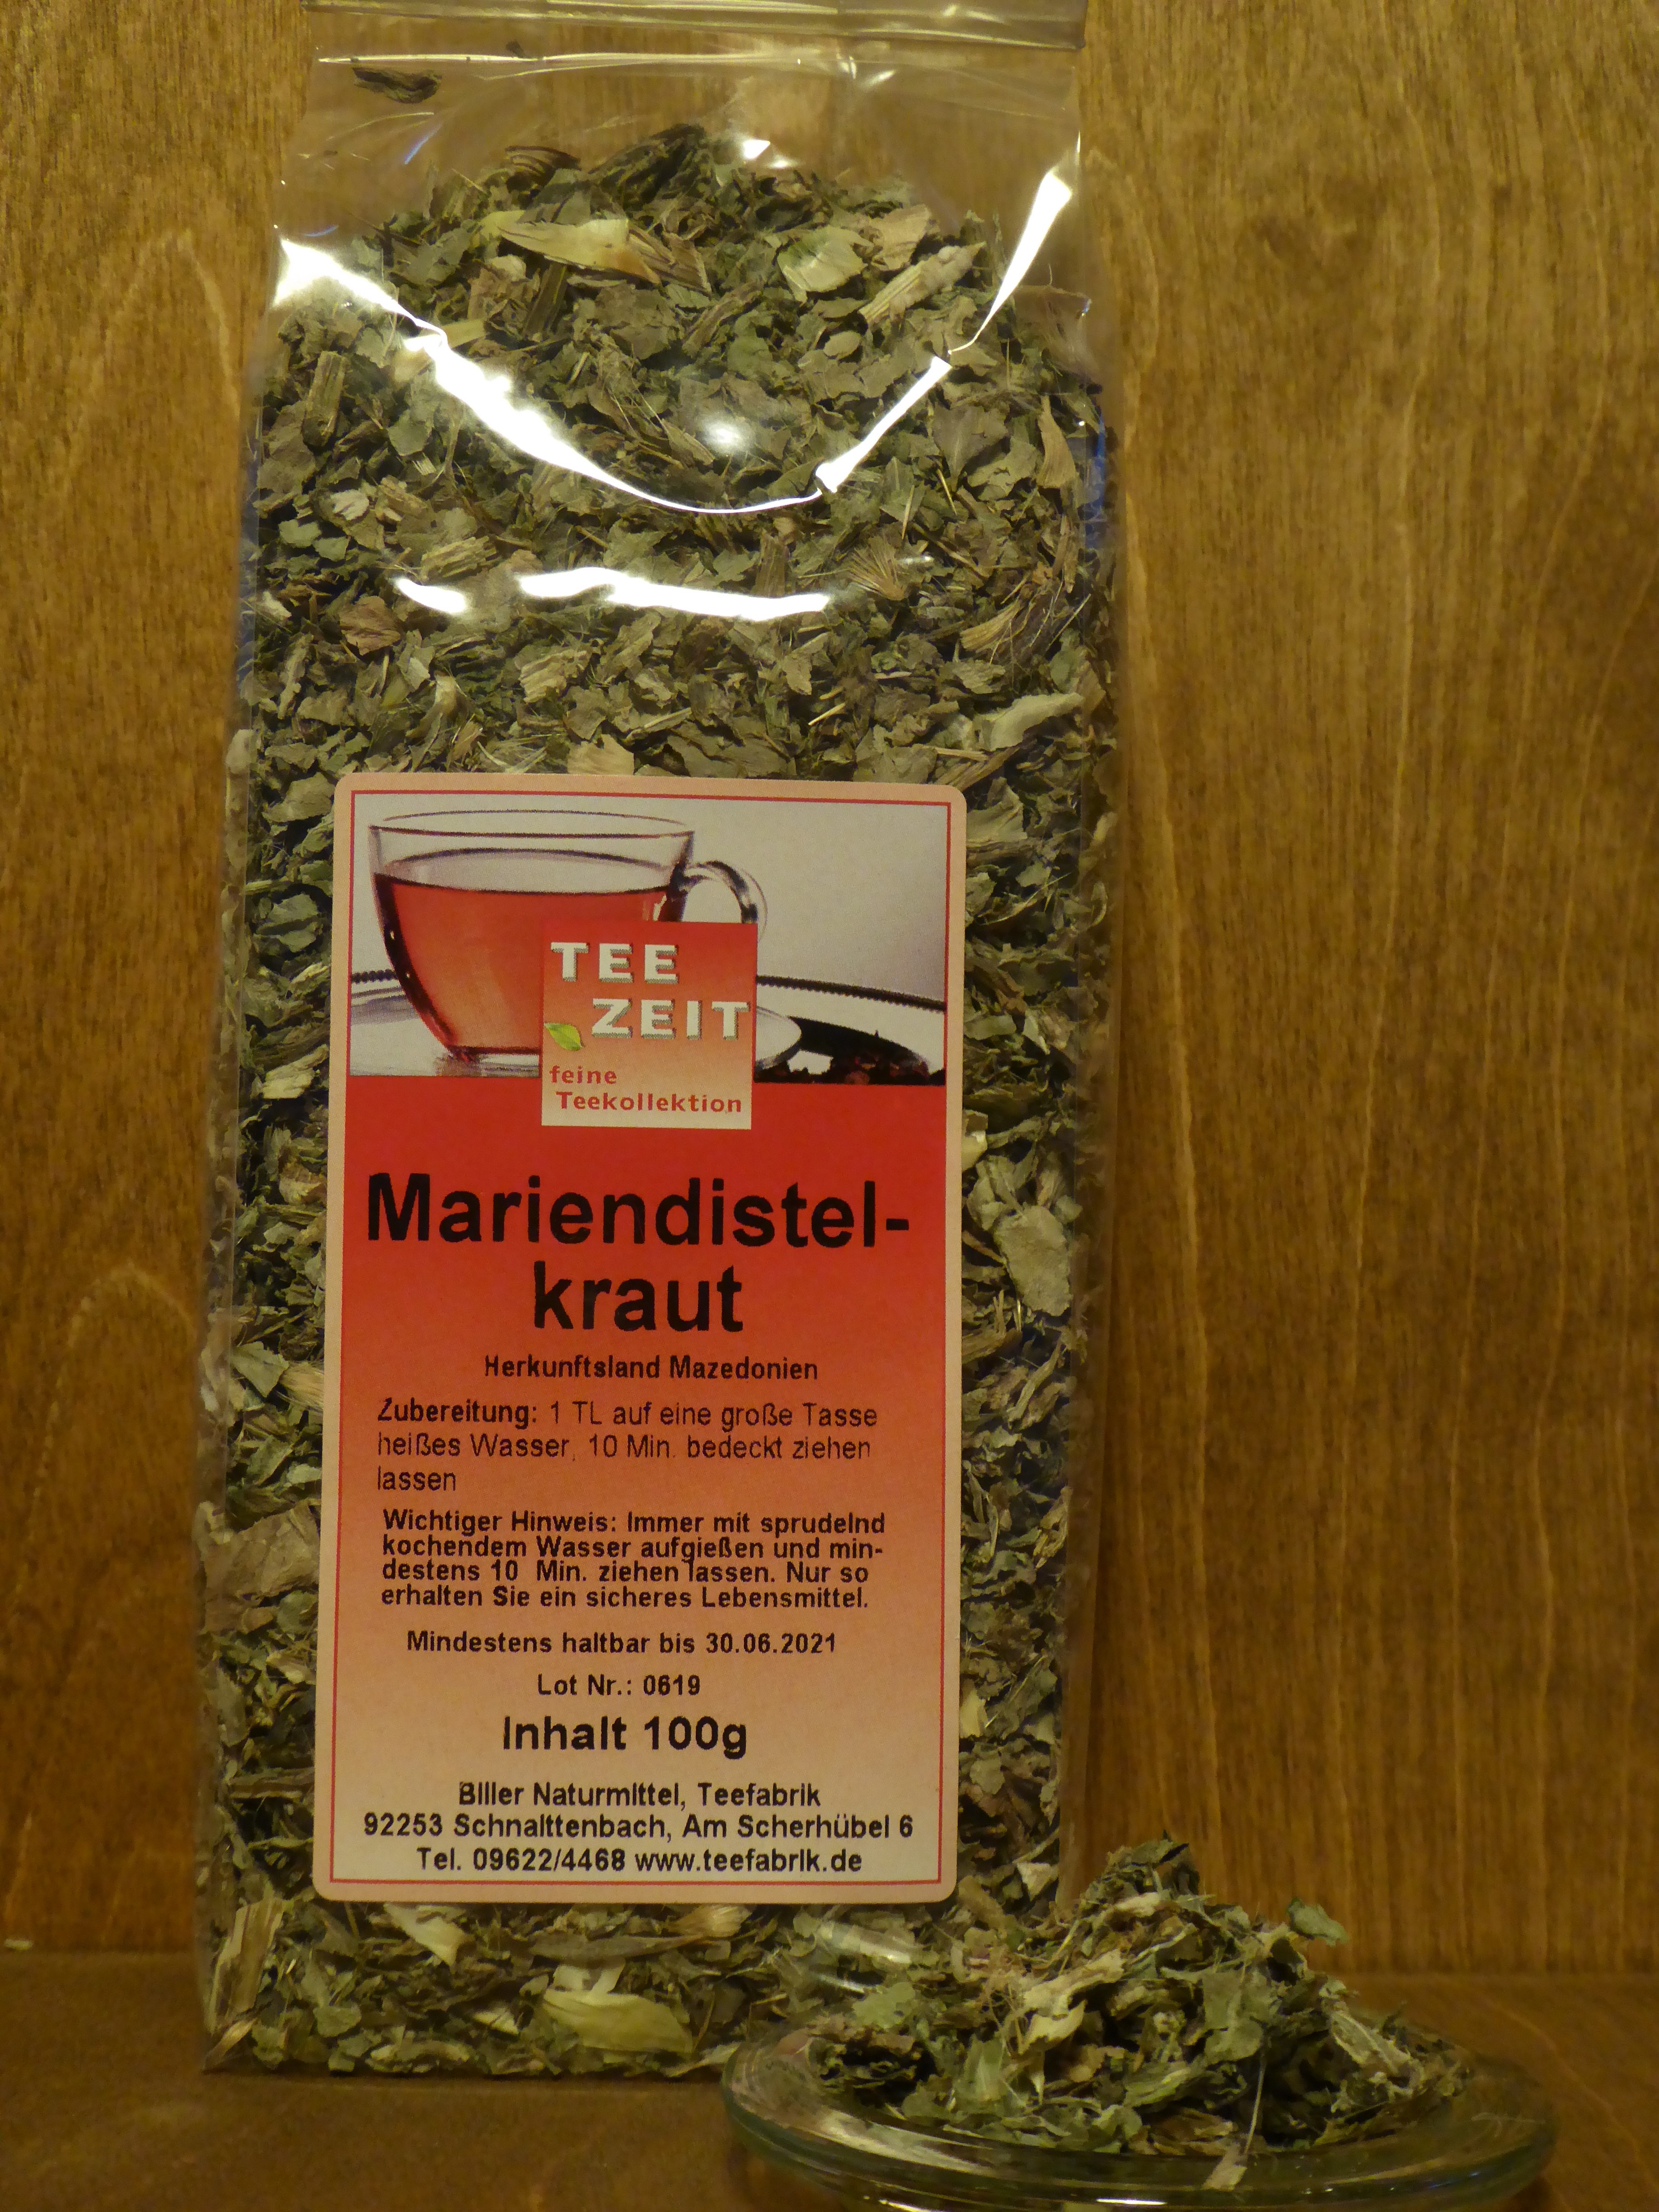 TEE
ZEIT
feine
Teekollektion
Mariendistel-
kraut
Herkunftsland Mazedonien
Zubereitung: 1 TL auf eine große Tasse
heißes Wasser, 10 Min. bedeckt ziehen
lassen
Wichtiger Hinweis: Immer mit sprudelnd
kochendem Wasser aufgießen und min-
destens 10 Min. ziehen lassen. Nur so
erhalten Sie ein sicheres Lebensmittel.
Mindestens haltbar bis 30.06.2021
Lot Nr.: 0619
Inhalt 100g
Biller Naturmittel, Teefabrik
92253 Schnaittenbach, Am Scherhübel 6
Tel. 09622/4468 www.teefabrik.de